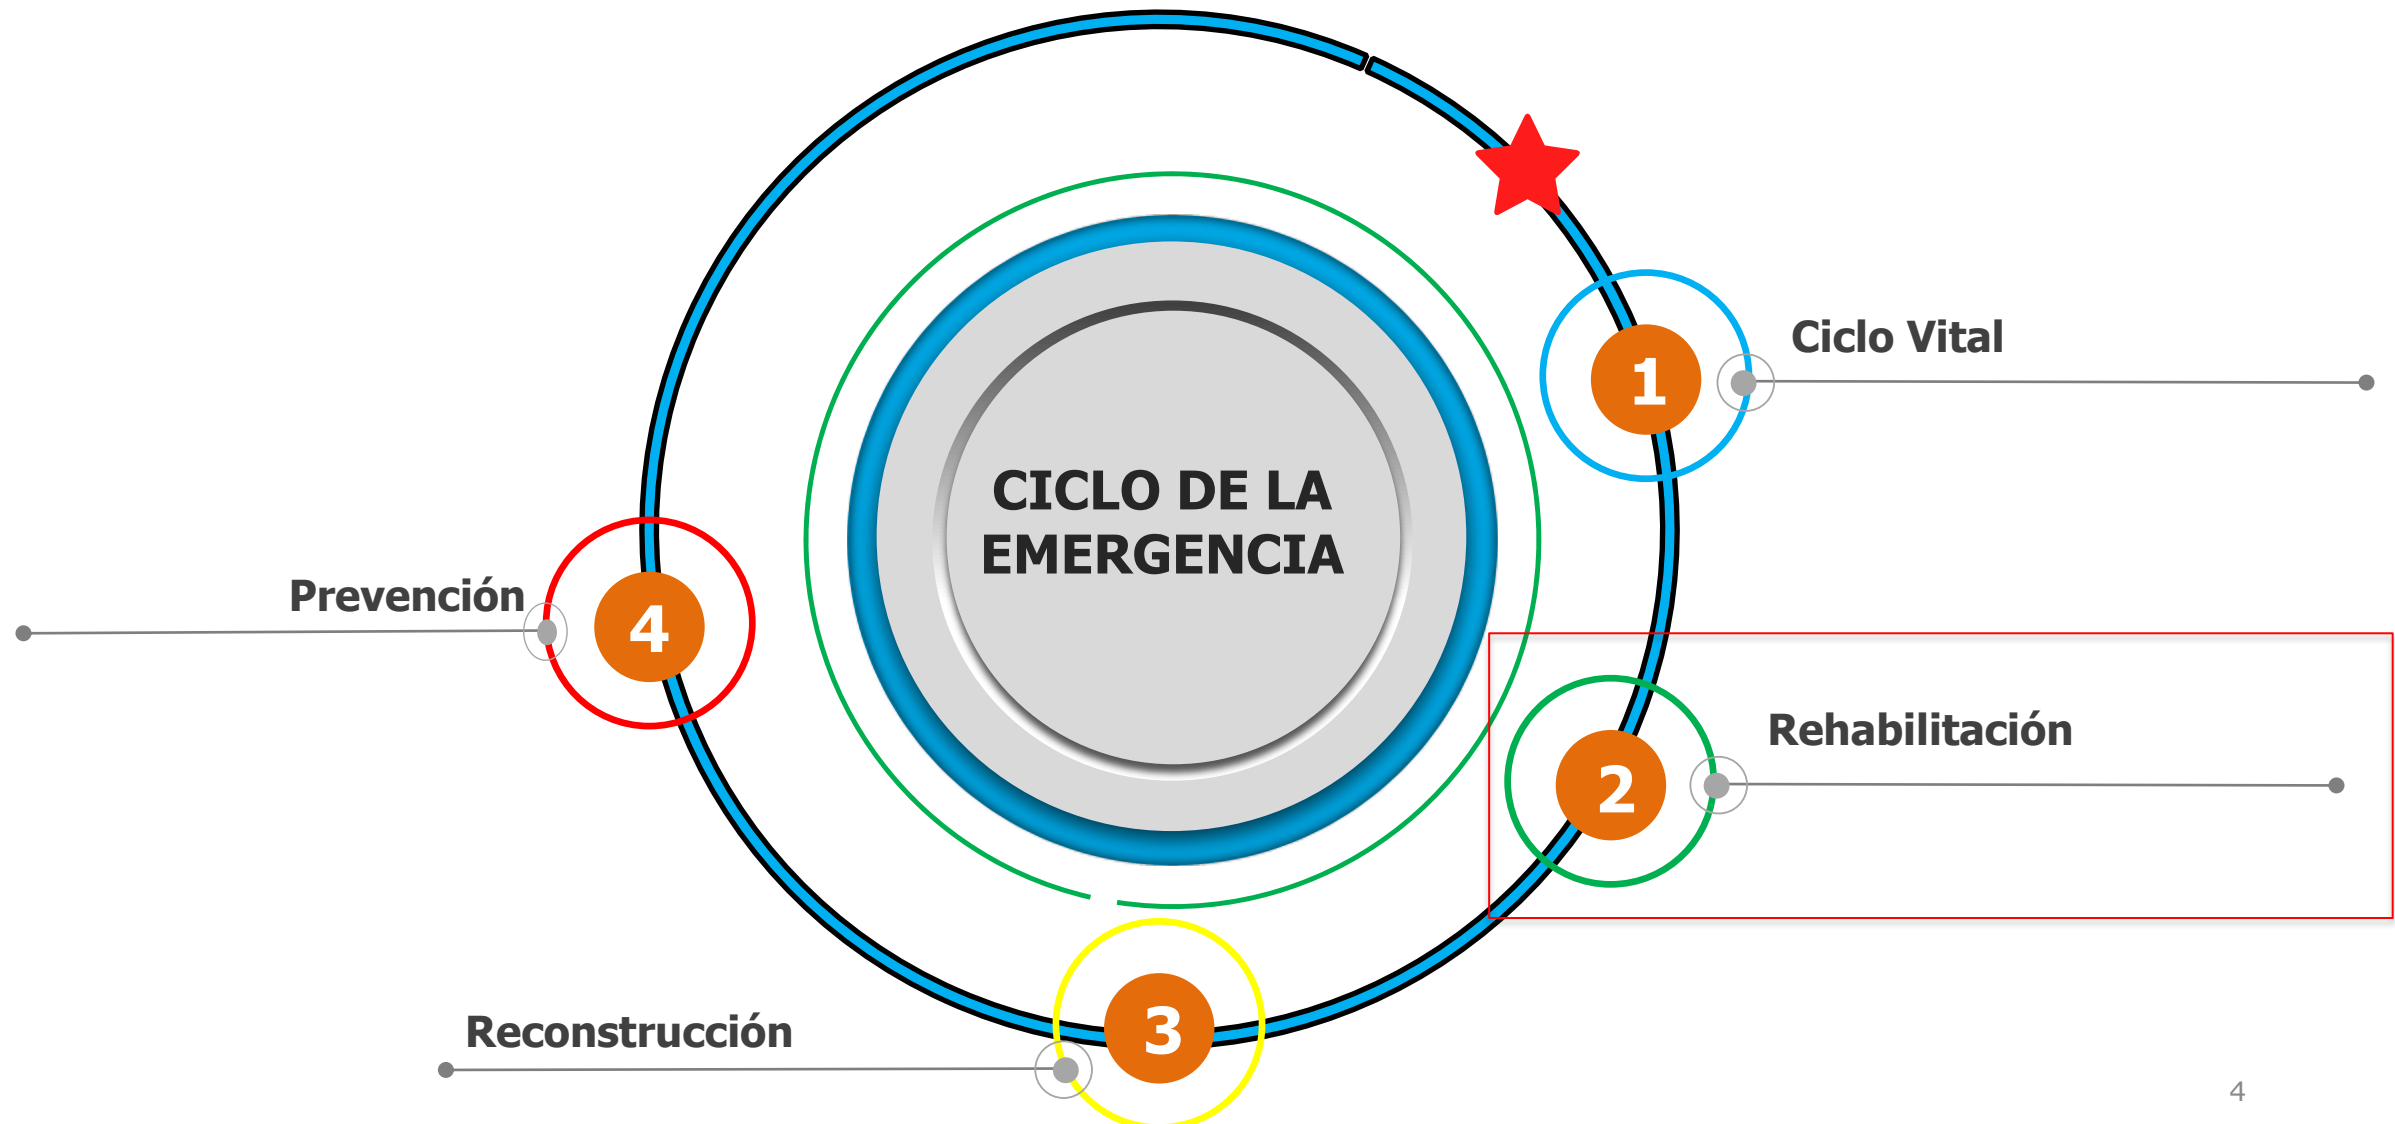 CICLO DE LA
EMERGENCIA
1
Ciclo Vital
2
Rehabilitación
3
Reconstrucción
4
Prevención
4